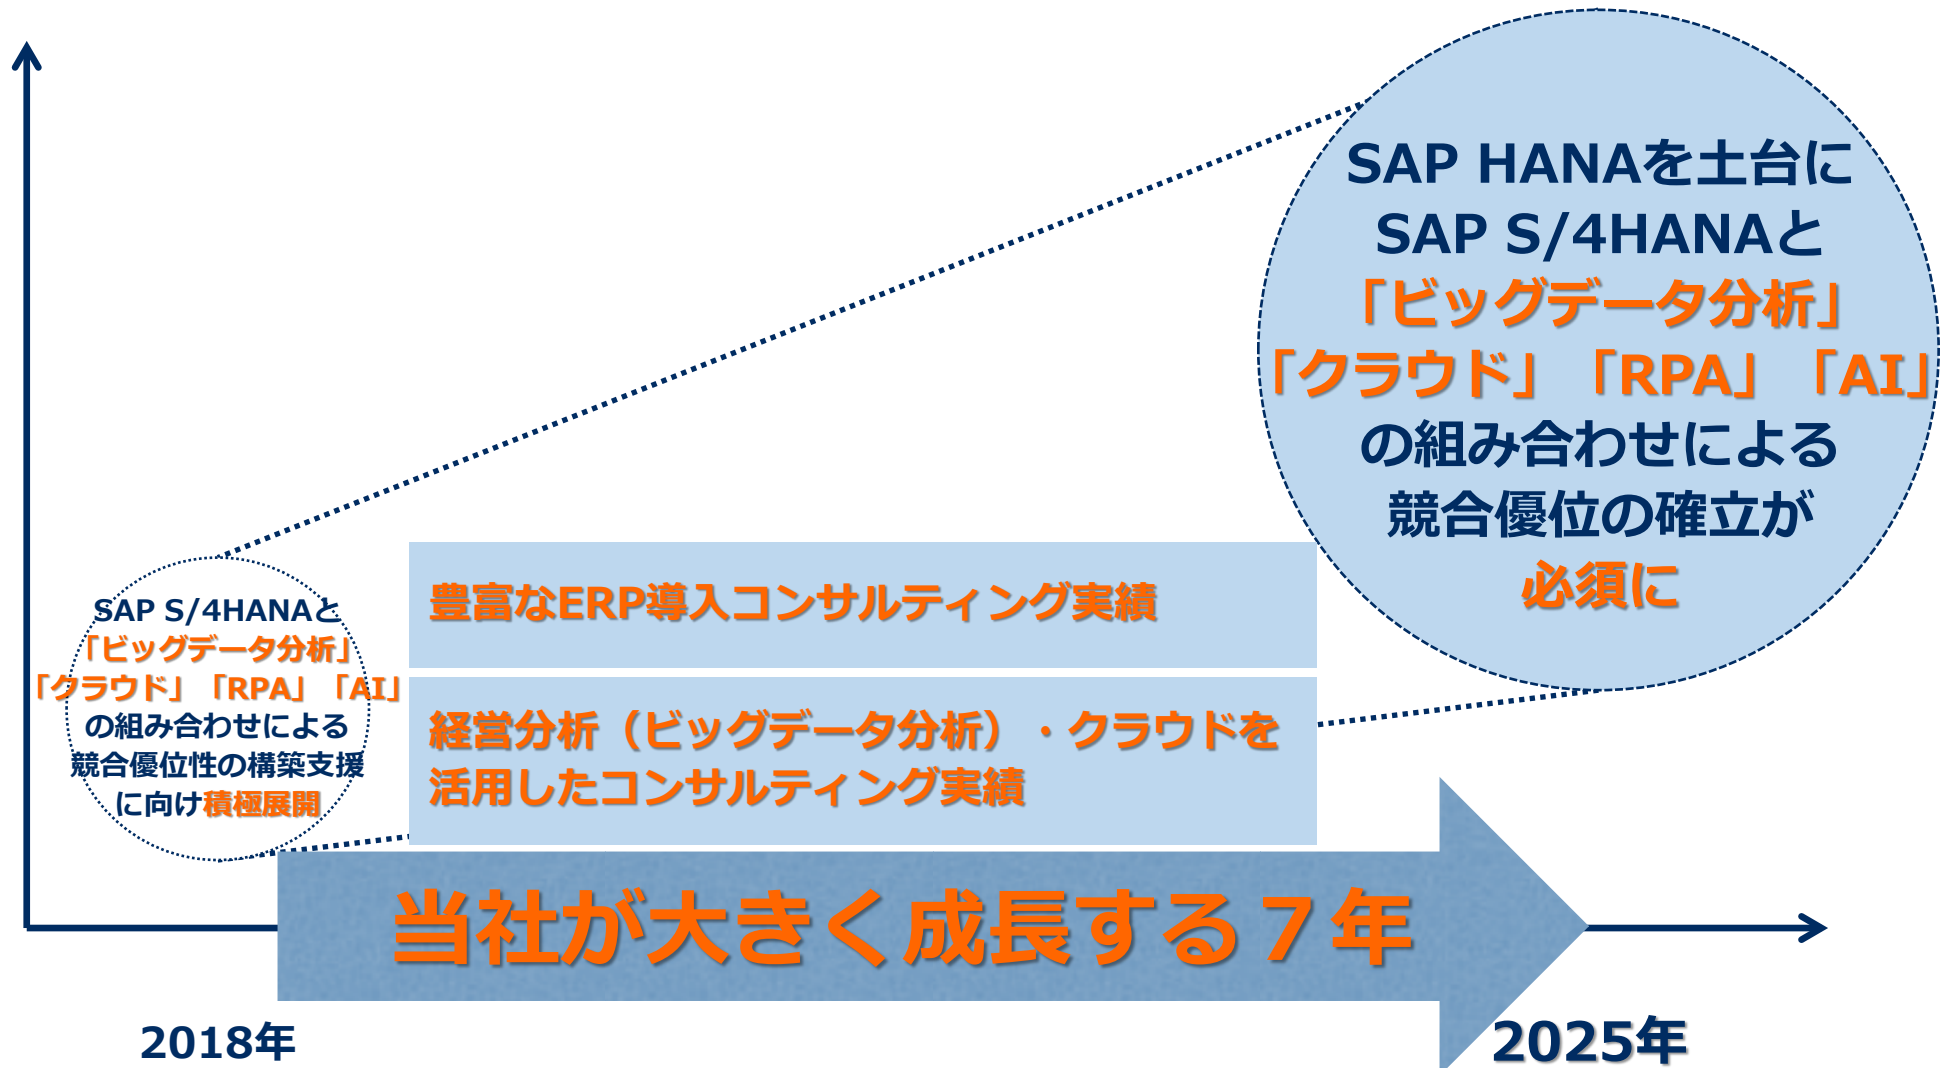 SAP HANAを土台に
SAP S/4HANAと
「ビッグデータ分析」
「クラウド」「RPA」「AI」
の組み合わせによる
競合優位の確立が
必須に
豊富なERP導入コンサルティング実績
経営分析（ビッグデータ分析）・クラウドを
活用したコンサルティング実績
SAP S/4HANAと
「ビッグデータ分析」
「クラウド」「RPA」「AI」
の組み合わせによる
競合優位性の構築支援
に向け積極展開
当社が大きく成長する７年
2018年
2025年